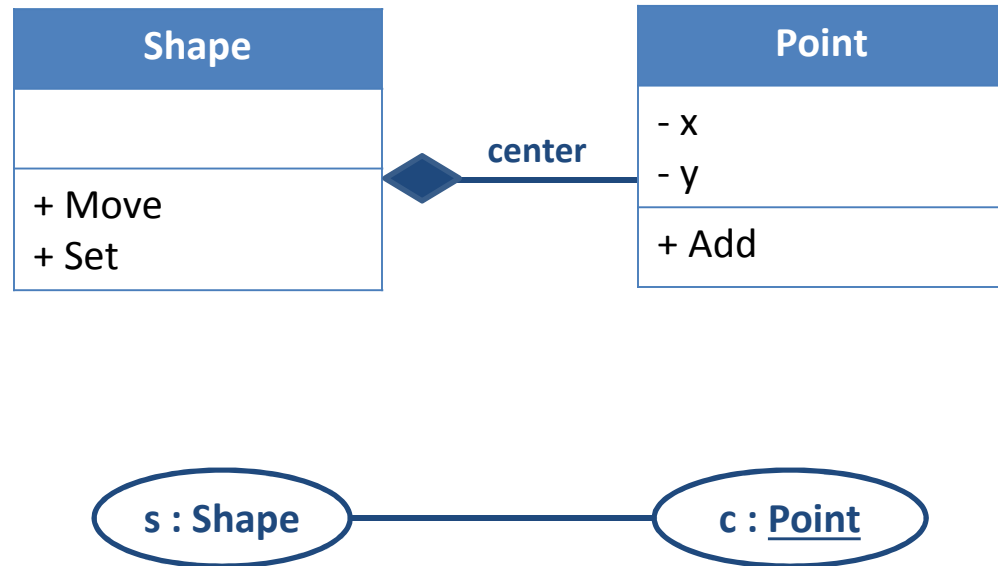 Shape
+ Move
+ Set
center
Point
- x
- y
+ Add
s : Shape
c : Point